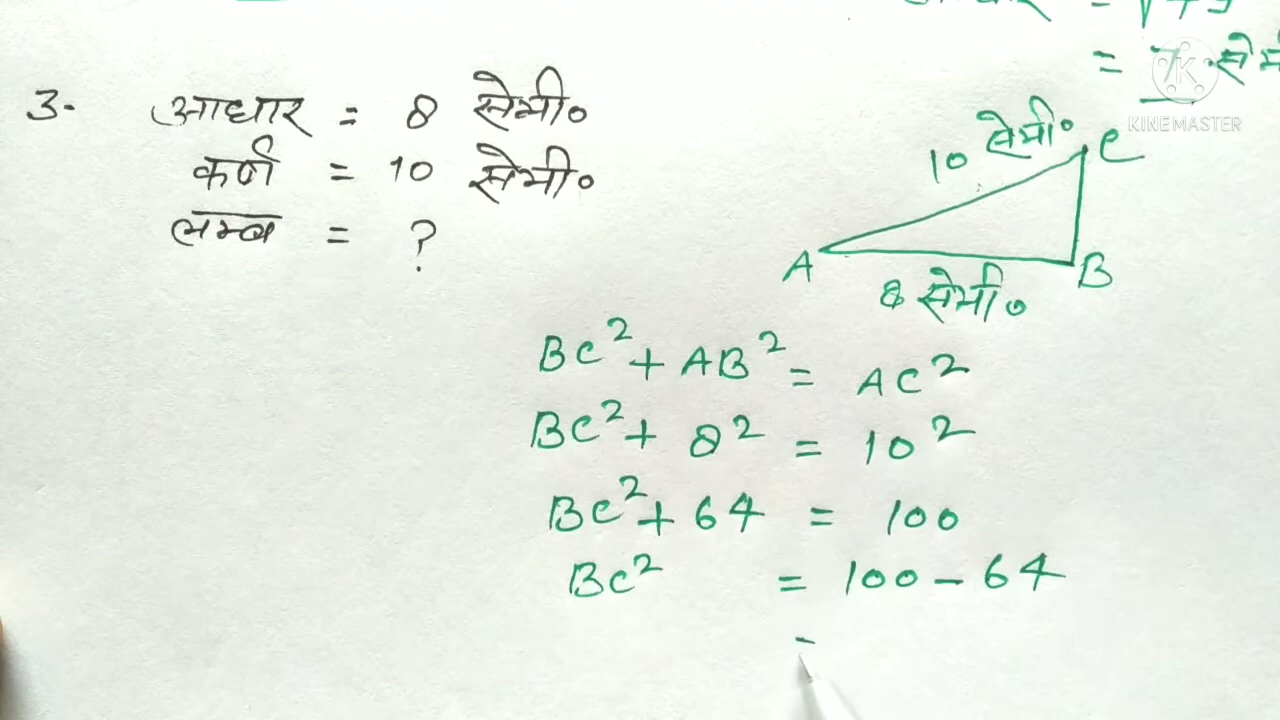 = 7 सेमी
3. आधार = 8 सेमी०
कर्ण = 10 सेमी०
लम्ब = ?
KINEMASTER
10 सेमी०
C
A
B
8 सेमी०
BC² + AB² = AC²
BC² + 8² = 10²
BC² + 64 = 100
BC² = 100 - 64